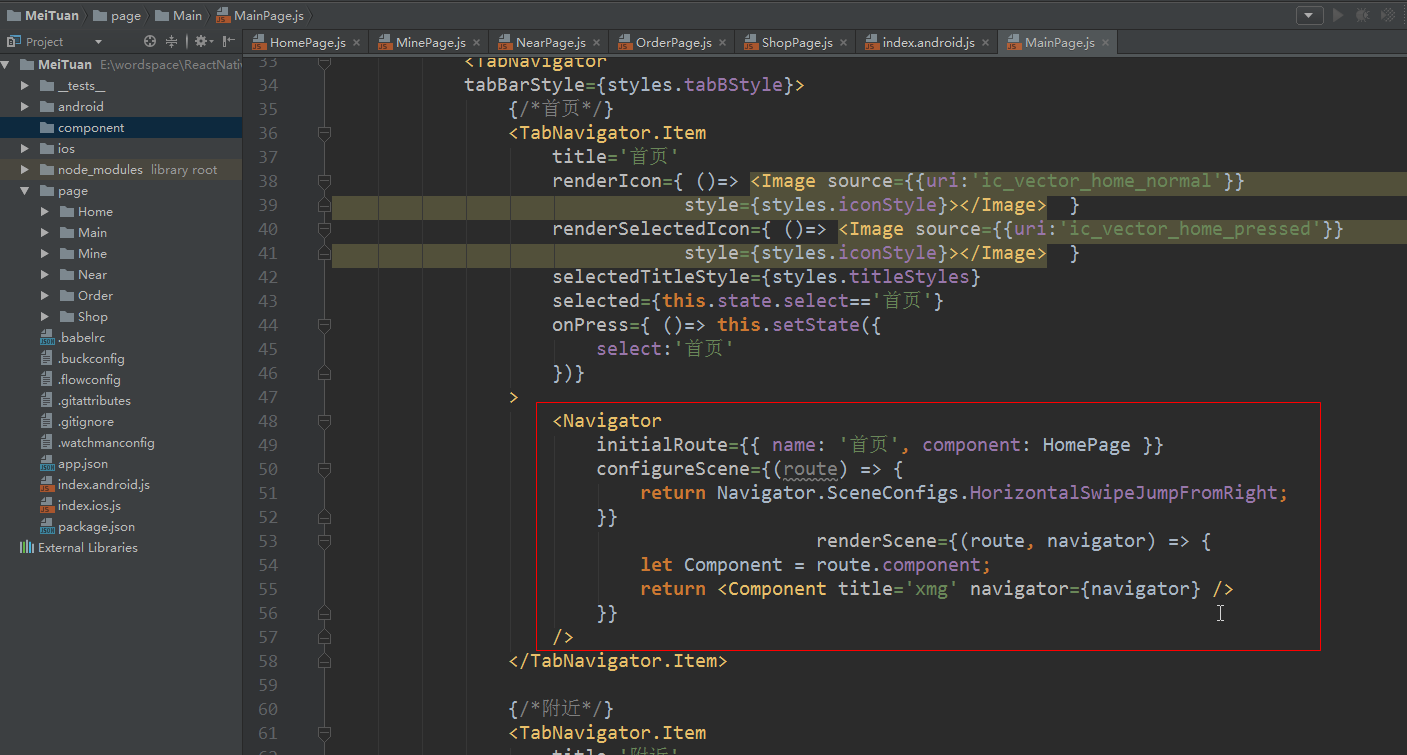 MeiTuan page Main MainPage.js
Project
HomePage.js MinePage.js NearPage.js OrderPage.js ShopPage.js index.android.js MainPage.js
MeiTuan E:\wordspace\ReactNativ
__tests__
android
component
ios
node_modules library root
page
Home
Main
Mine
Near
Order
Shop
.babelrc
.buckconfig
.flowconfig
.gitattributes
.gitignore
.watchmanconfig
app.json
index.android.js
index.ios.js
package.json
External Libraries
33 <TabNavigator
34 tabBarStyle={styles.tabBStyle}>
35 {/*首页*/}
36 <TabNavigator.Item
37 title='首页'
38 renderIcon={ ()=> <Image source={{uri:'ic_vector_home_normal'}}
39 style={styles.iconStyle}></Image> }
40 renderSelectedIcon={ ()=> <Image source={{uri:'ic_vector_home_pressed'}}
41 style={styles.iconStyle}></Image> }
42 selectedTitleStyle={styles.titleStyles}
43 selected={this.state.select=='首页'}
44 onPress={ ()=> this.setState({
45 select:'首页'
46 })}
47 >
48 <Navigator
49 initialRoute={{ name: '首页', component: HomePage }}
50 configureScene={(route) => {
51 return Navigator.SceneConfigs.HorizontalSwipeJumpFromRight;
52 }}
53 renderScene={(route, navigator) => {
54 let Component = route.component;
55 return <Component title='xmg' navigator={navigator} />
56 }}
57 />
58 </TabNavigator.Item>
59
60 {/*附近*/}
61 <TabNavigator.Item
62 title='附近'